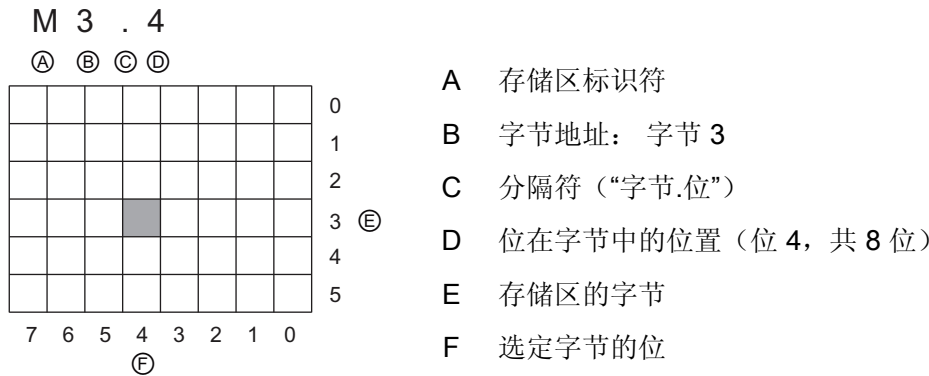 M 3 . 4
Ⓐ Ⓑ Ⓒ Ⓓ
0
1
2
3 Ⓔ
4
5
7 6 5 4 3 2 1 0
Ⓕ
A 存储区标识符
B 字节地址： 字节 3
C 分隔符（“字节.位”）
D 位在字节中的位置（位 4，共 8 位）
E 存储区的字节
F 选定字节的位